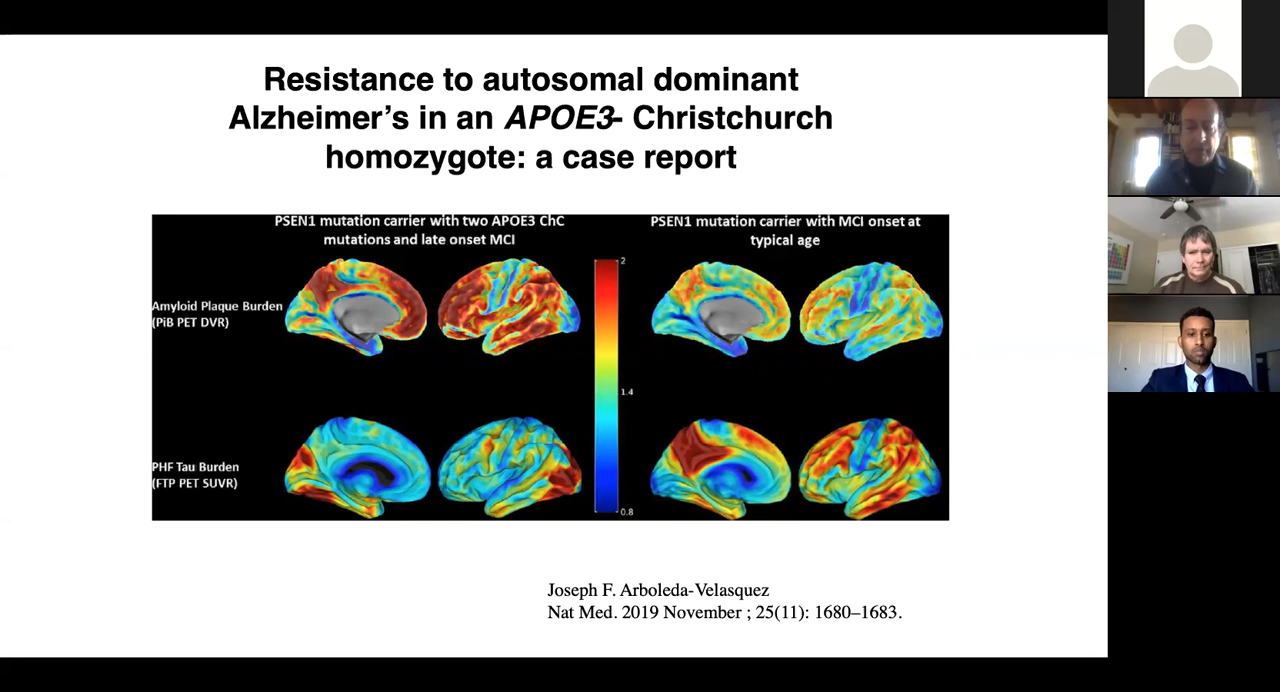 Resistance to autosomal dominant
Alzheimer's in an APOE3- Christchurch
homozygote: a case report
PSEN1 mutation carrier with two APOE3 ChC
mutations and late onset MCI
PSEN1 mutation carrier with MCI onset at
typical age
Amyloid Plaque Burden
(PiB PET DVR)
2
1.4
PHF Tau Burden
(FTP PET SUVR)
0.8
Joseph F. Arboleda-Velasquez
Nat Med. 2019 November ; 25(11): 1680–1683.